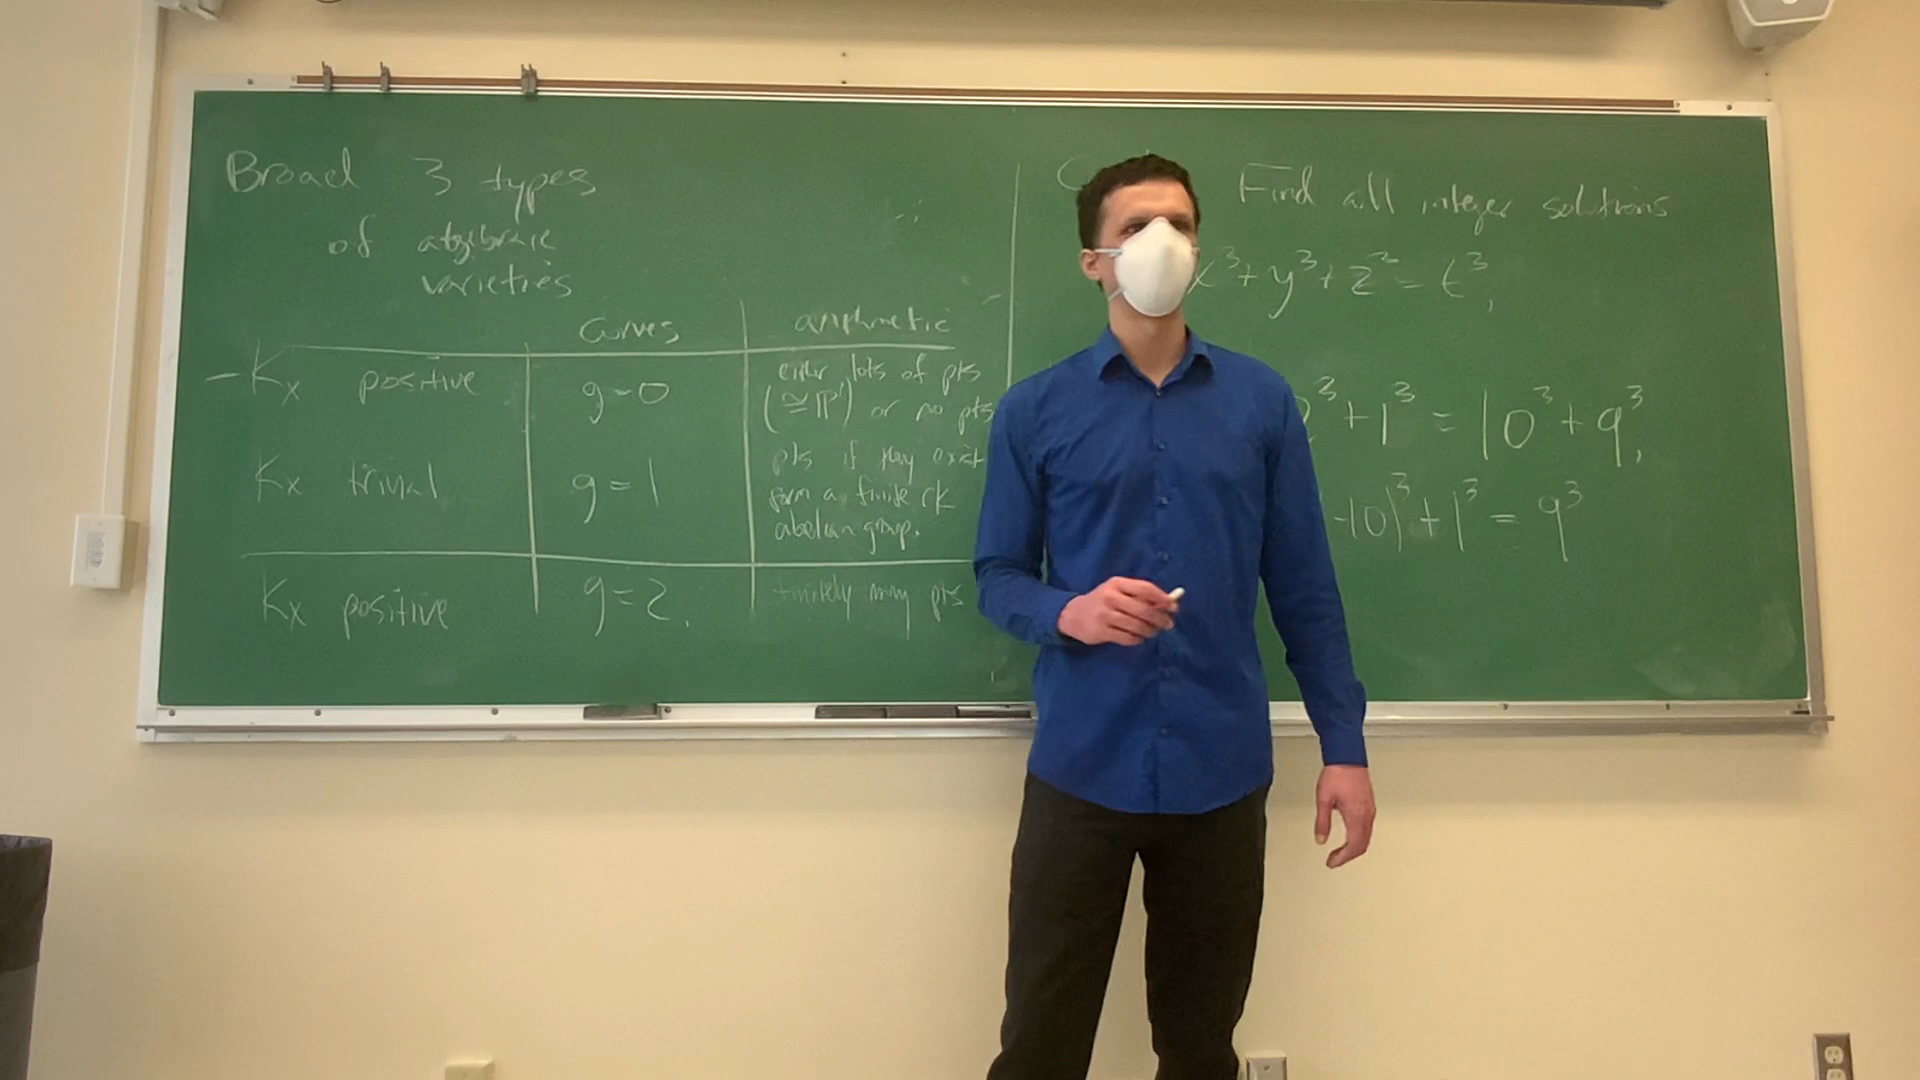 Broad 3 types
of algebraic
varieties
curves arithmetic
-Kx positive g=0 either lots of pts
(≅P¹) or no pts
Kx trivial g=1 pts if they exist
form a finite rk
abelian group.
Kx positive g=2. finitely many pts
Find all integer solutions
x³+y³+z³=t³,
³+1³=10³+9³,
-10)³+1³=9³